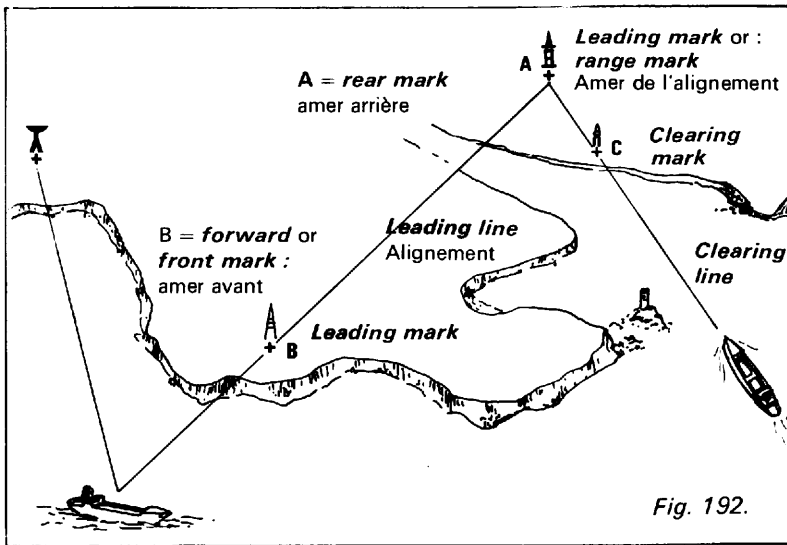 Leading mark or :
range mark
Amer de l'alignement
A
A = rear mark
amer arrière
C
Clearing
mark
B = forward or
front mark :
amer avant
Leading line
Alignement
Clearing
line
Leading mark
B
Fig. 192.